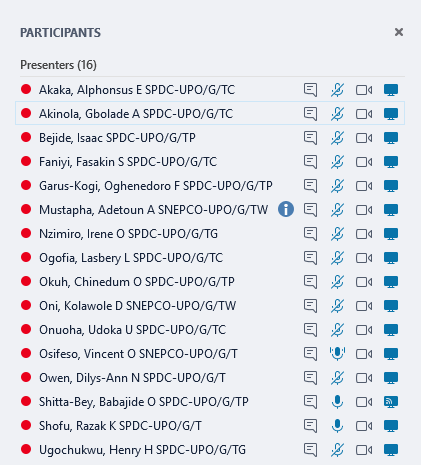 PARTICIPANTS
Presenters (16)
Akaka, Alphonsus E SPDC-UPO/G/TC
Akinola, Gbolade A SPDC-UPO/G/TC
Bejide, Isaac SPDC-UPO/G/TP
Faniyi, Fasakin S SPDC-UPO/G/TC
Garus-Kogi, Oghenedoro F SPDC-UPO/G/TP
Mustapha, Adetoun A SNEPCO-UPO/G/TW
Nzimiro, Irene O SPDC-UPO/G/TG
Ogofia, Lasbery L SPDC-UPO/G/TC
Okuh, Chinedum O SPDC-UPO/G/TP
Oni, Kolawole D SNEPCO-UPO/G/TW
Onuoha, Udoka U SPDC-UPO/G/TC
Osifeso, Vincent O SNEPCO-UPO/G/T
Owen, Dilys-Ann N SPDC-UPO/G/T
Shitta-Bey, Babajide O SPDC-UPO/G/TP
Shofu, Razak K SPDC-UPO/G/T
Ugochukwu, Henry H SPDC-UPO/G/TG